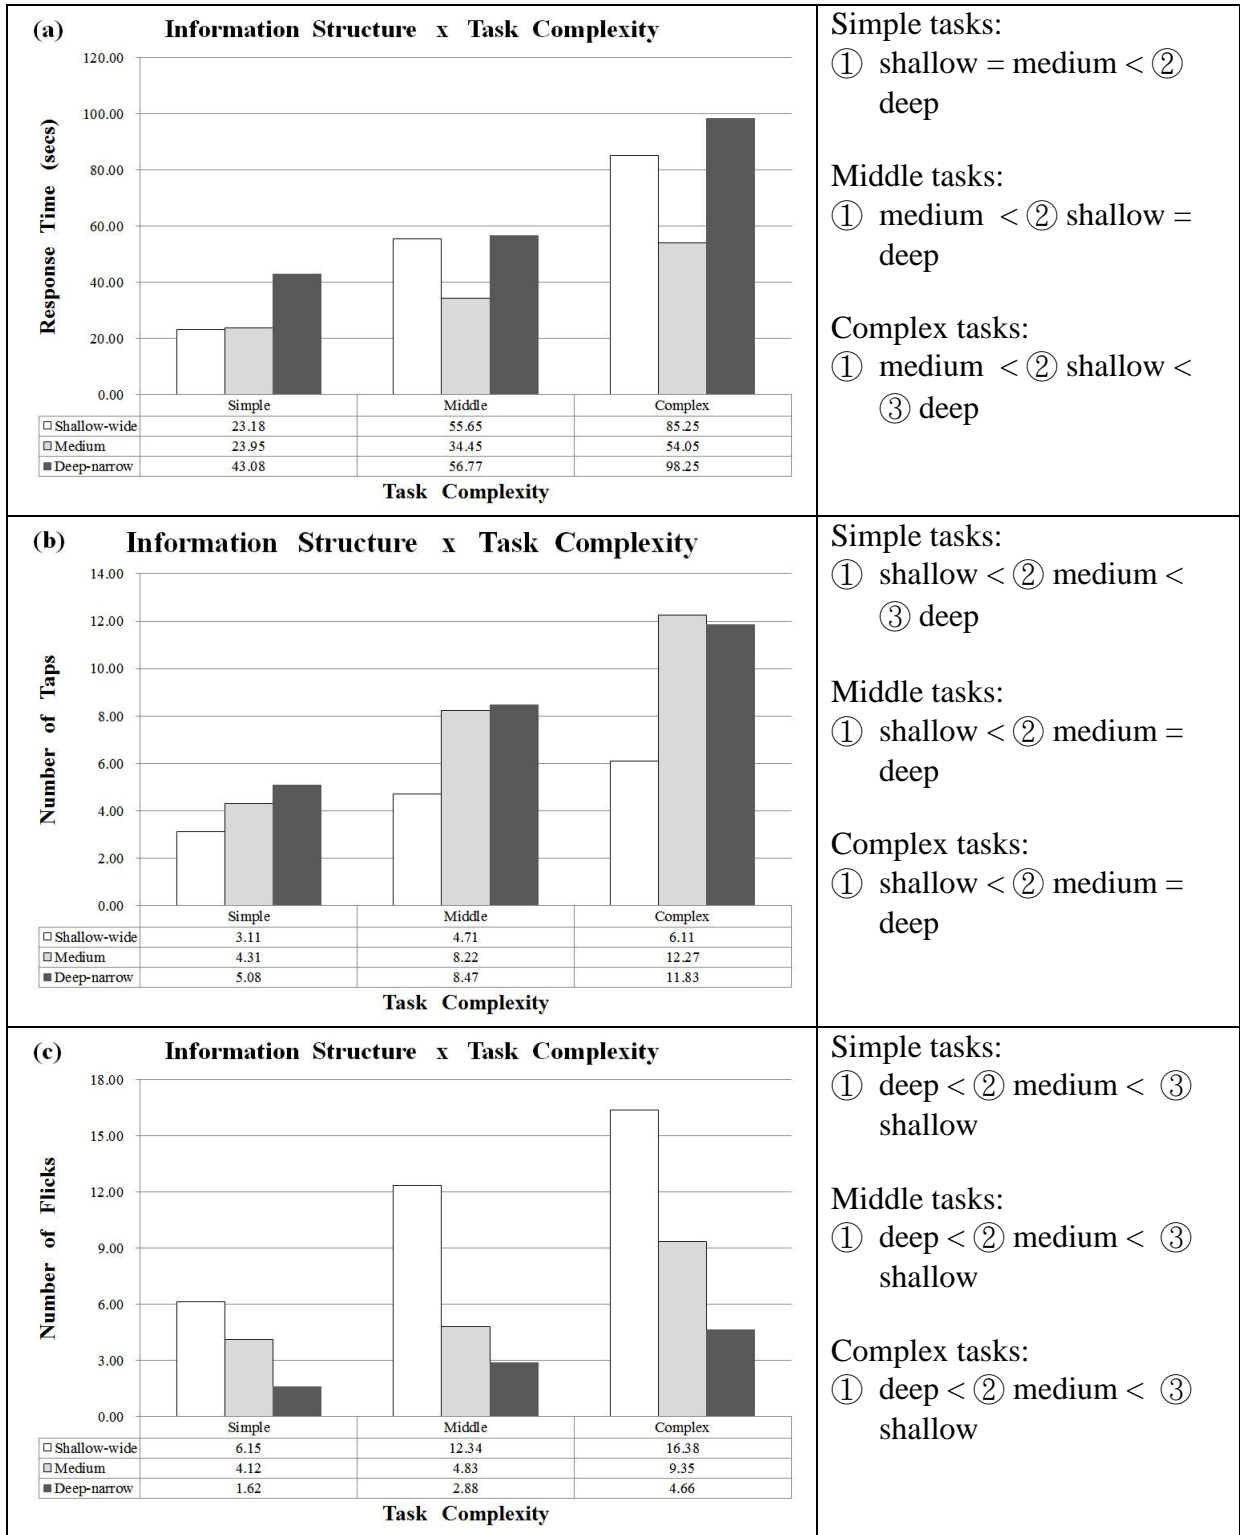 (a) Information Structure x Task Complexity
Response Time (secs)
120.00
100.00
80.00
60.00
40.00
20.00
0.00
Simple Middle Complex
Shallow-wide 23.18 55.65 85.25
Medium 23.95 34.45 54.05
Deep-narrow 43.08 56.77 98.25
Task Complexity
Simple tasks:
① shallow = medium < ②
deep
Middle tasks:
① medium < ② shallow =
deep
Complex tasks:
① medium < ② shallow <
③ deep
(b) Information Structure x Task Complexity
Number of Taps
14.00
12.00
10.00
8.00
6.00
4.00
2.00
0.00
Simple Middle Complex
Shallow-wide 3.11 4.71 6.11
Medium 4.31 8.22 12.27
Deep-narrow 5.08 8.47 11.83
Task Complexity
Simple tasks:
① shallow < ② medium <
③ deep
Middle tasks:
① shallow < ② medium =
deep
Complex tasks:
① shallow < ② medium =
deep
(c) Information Structure x Task Complexity
Number of Flicks
18.00
15.00
12.00
9.00
6.00
3.00
0.00
Simple Middle Complex
Shallow-wide 6.15 12.34 16.38
Medium 4.12 4.83 9.35
Deep-narrow 1.62 2.88 4.66
Task Complexity
Simple tasks:
① deep < ② medium < ③
shallow
Middle tasks:
① deep < ② medium < ③
shallow
Complex tasks:
① deep < ② medium < ③
shallow